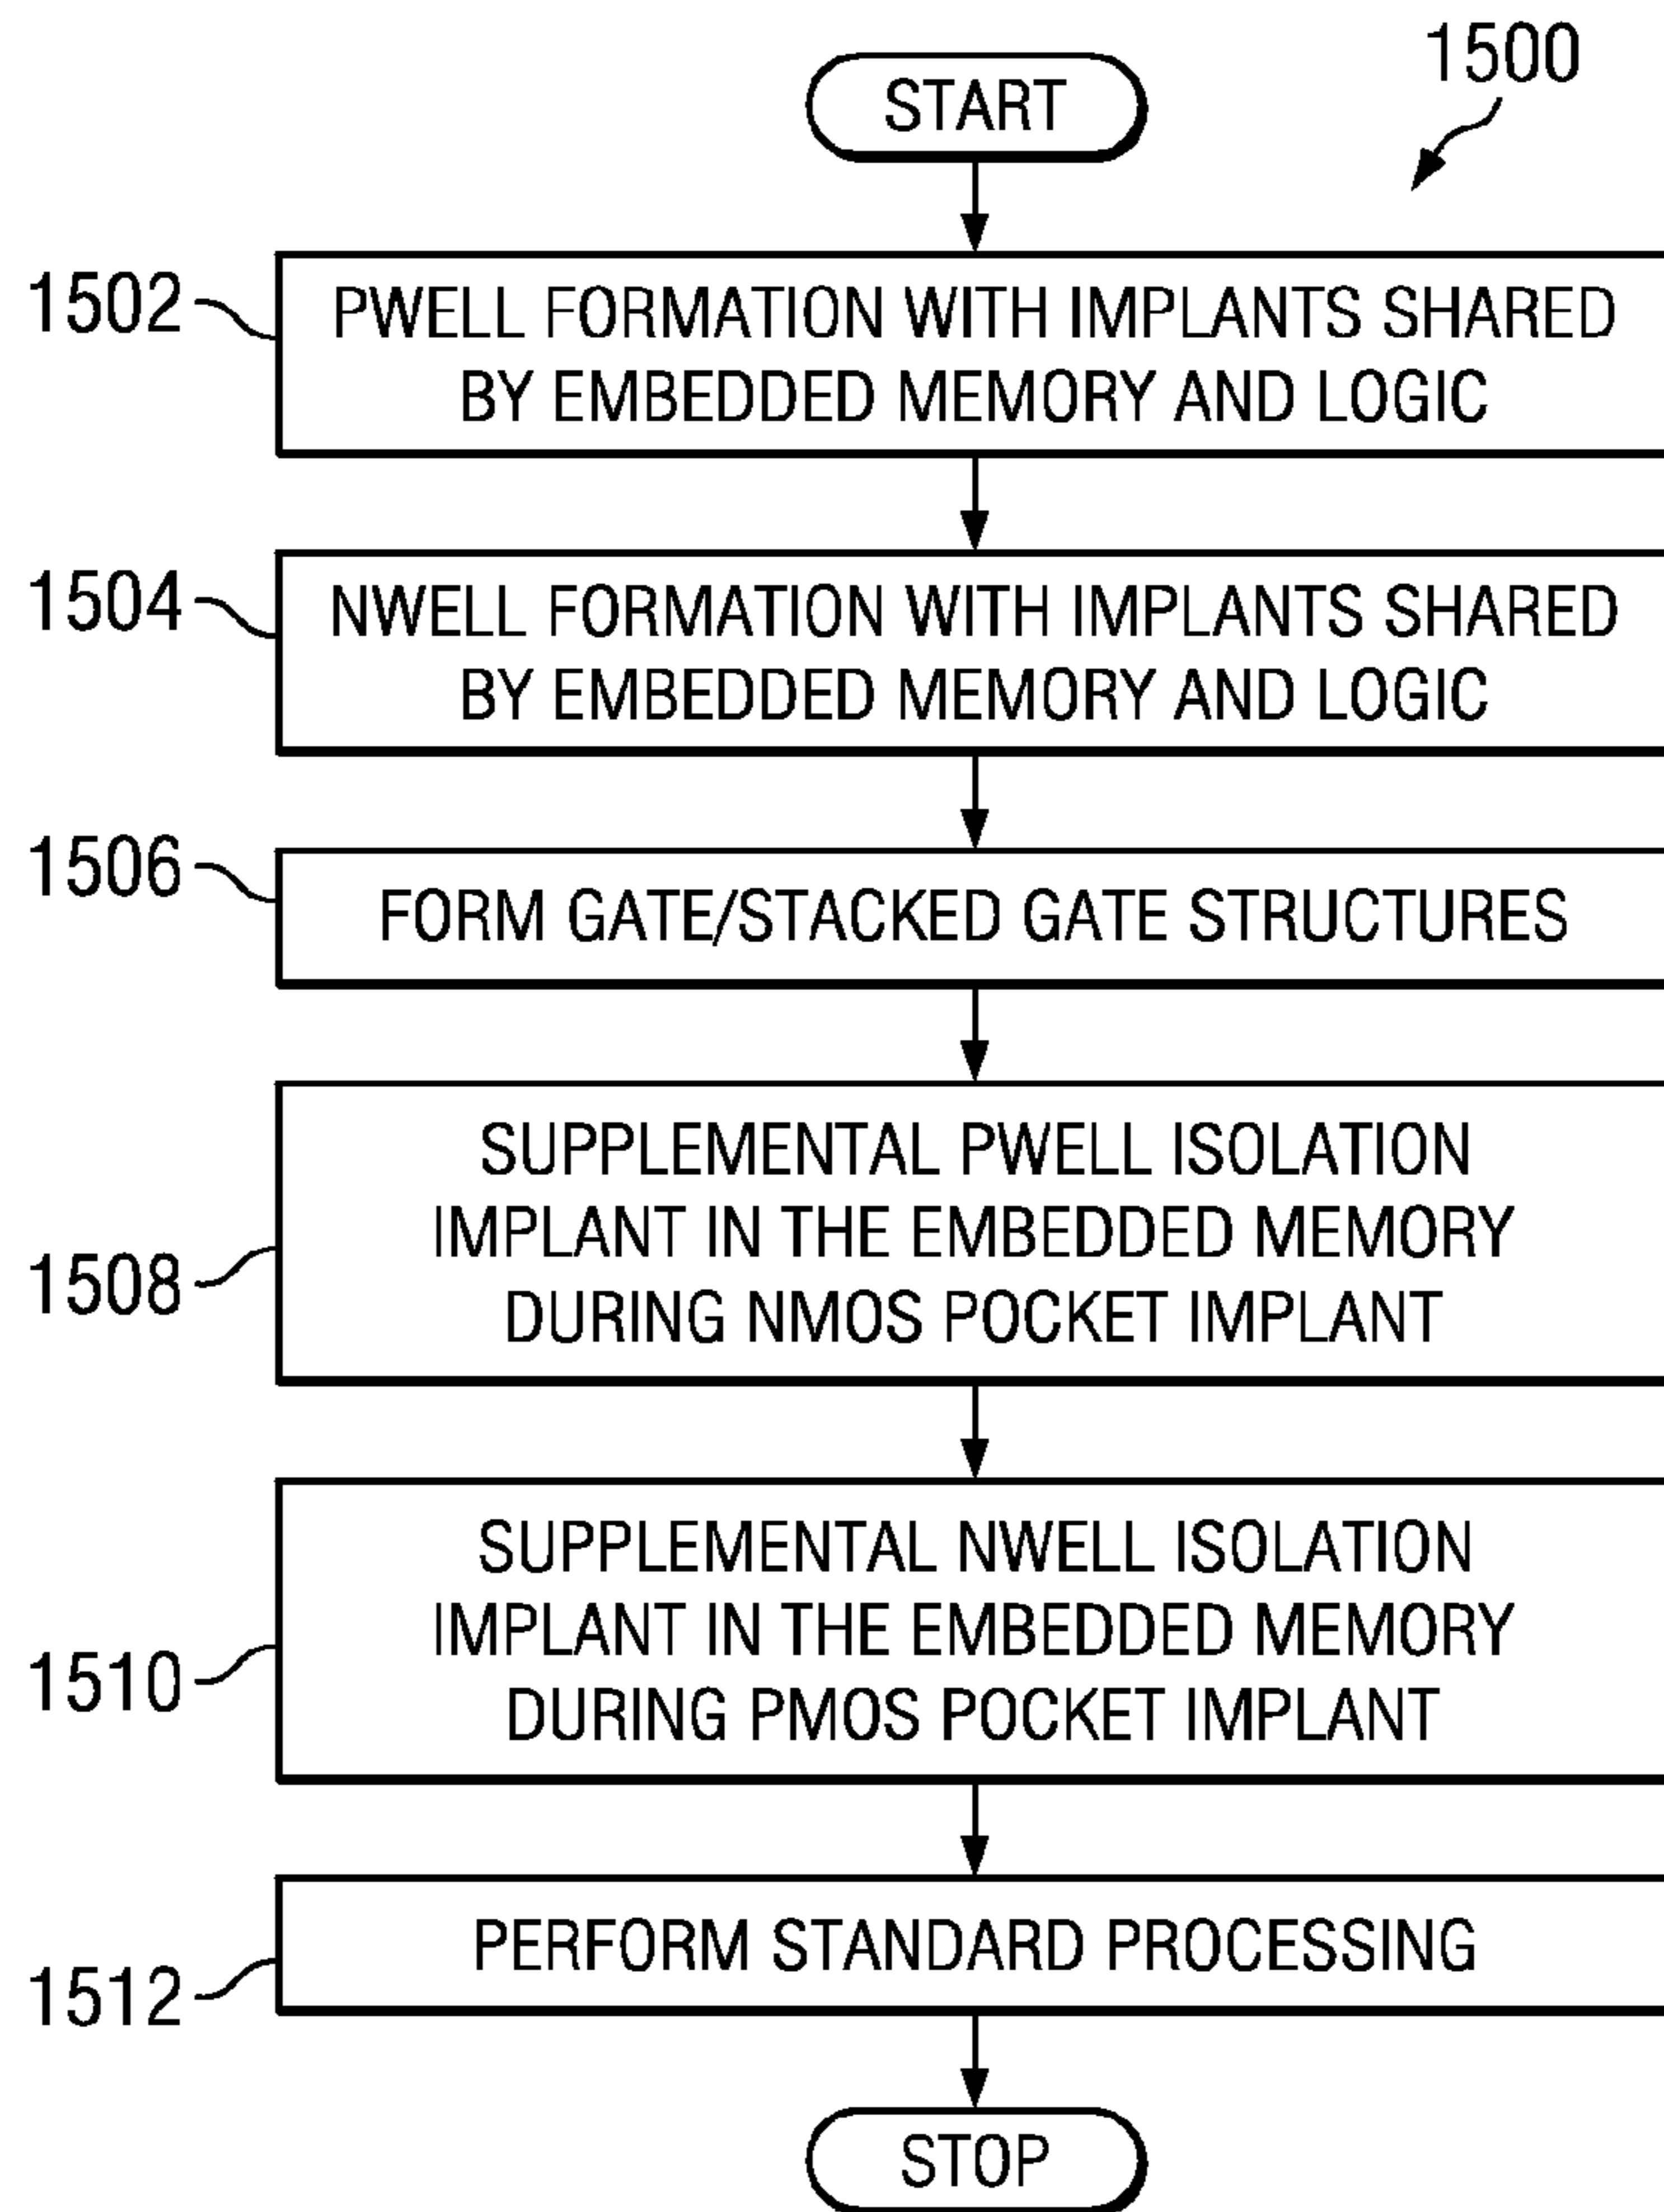 1500
START
1502
PWELL FORMATION WITH IMPLANTS SHARED
BY EMBEDDED MEMORY AND LOGIC
1504
NWELL FORMATION WITH IMPLANTS SHARED
BY EMBEDDED MEMORY AND LOGIC
1506
FORM GATE/STACKED GATE STRUCTURES
1508
SUPPLEMENTAL PWELL ISOLATION
IMPLANT IN THE EMBEDDED MEMORY
DURING NMOS POCKET IMPLANT
1510
SUPPLEMENTAL NWELL ISOLATION
IMPLANT IN THE EMBEDDED MEMORY
DURING PMOS POCKET IMPLANT
1512
PERFORM STANDARD PROCESSING
STOP